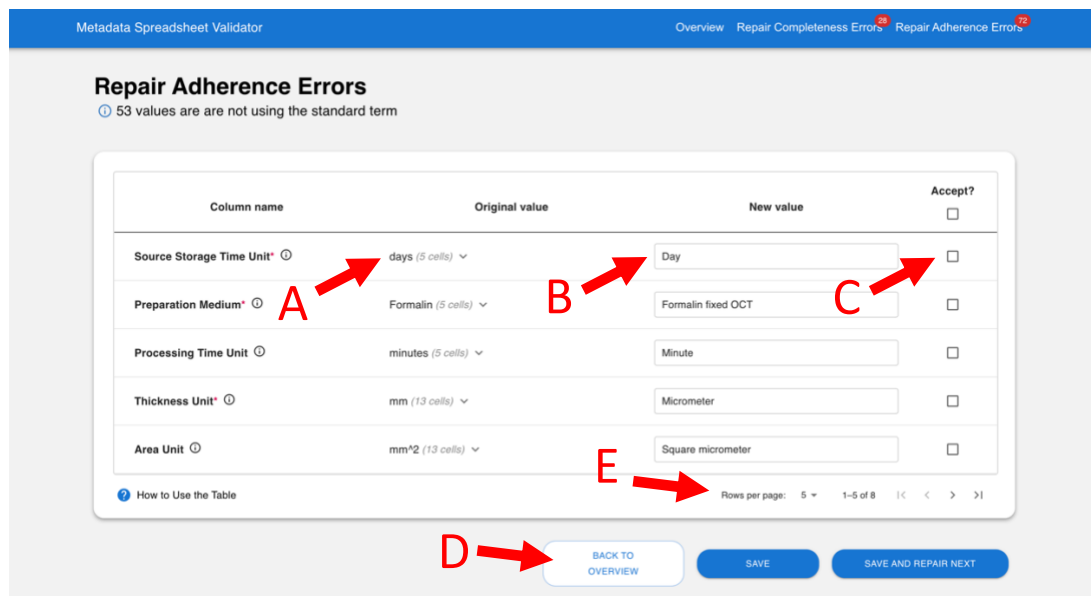 Metadata Spreadsheet Validator Overview Repair Completeness Errors 28 Repair Adherence Errors 72
Repair Adherence Errors
53 values are are not using the standard term
Column name Original value New value Accept?
Source Storage Time Unit* days (5 cells) Day
A B C
Preparation Medium* Formalin (5 cells) Formalin fixed OCT
Processing Time Unit minutes (5 cells) Minute
Thickness Unit* mm (13 cells) Micrometer
Area Unit mm^2 (13 cells) Square micrometer
E
? How to Use the Table Rows per page: 5 1–5 of 8
D
BACK TO
OVERVIEW
SAVE SAVE AND REPAIR NEXT